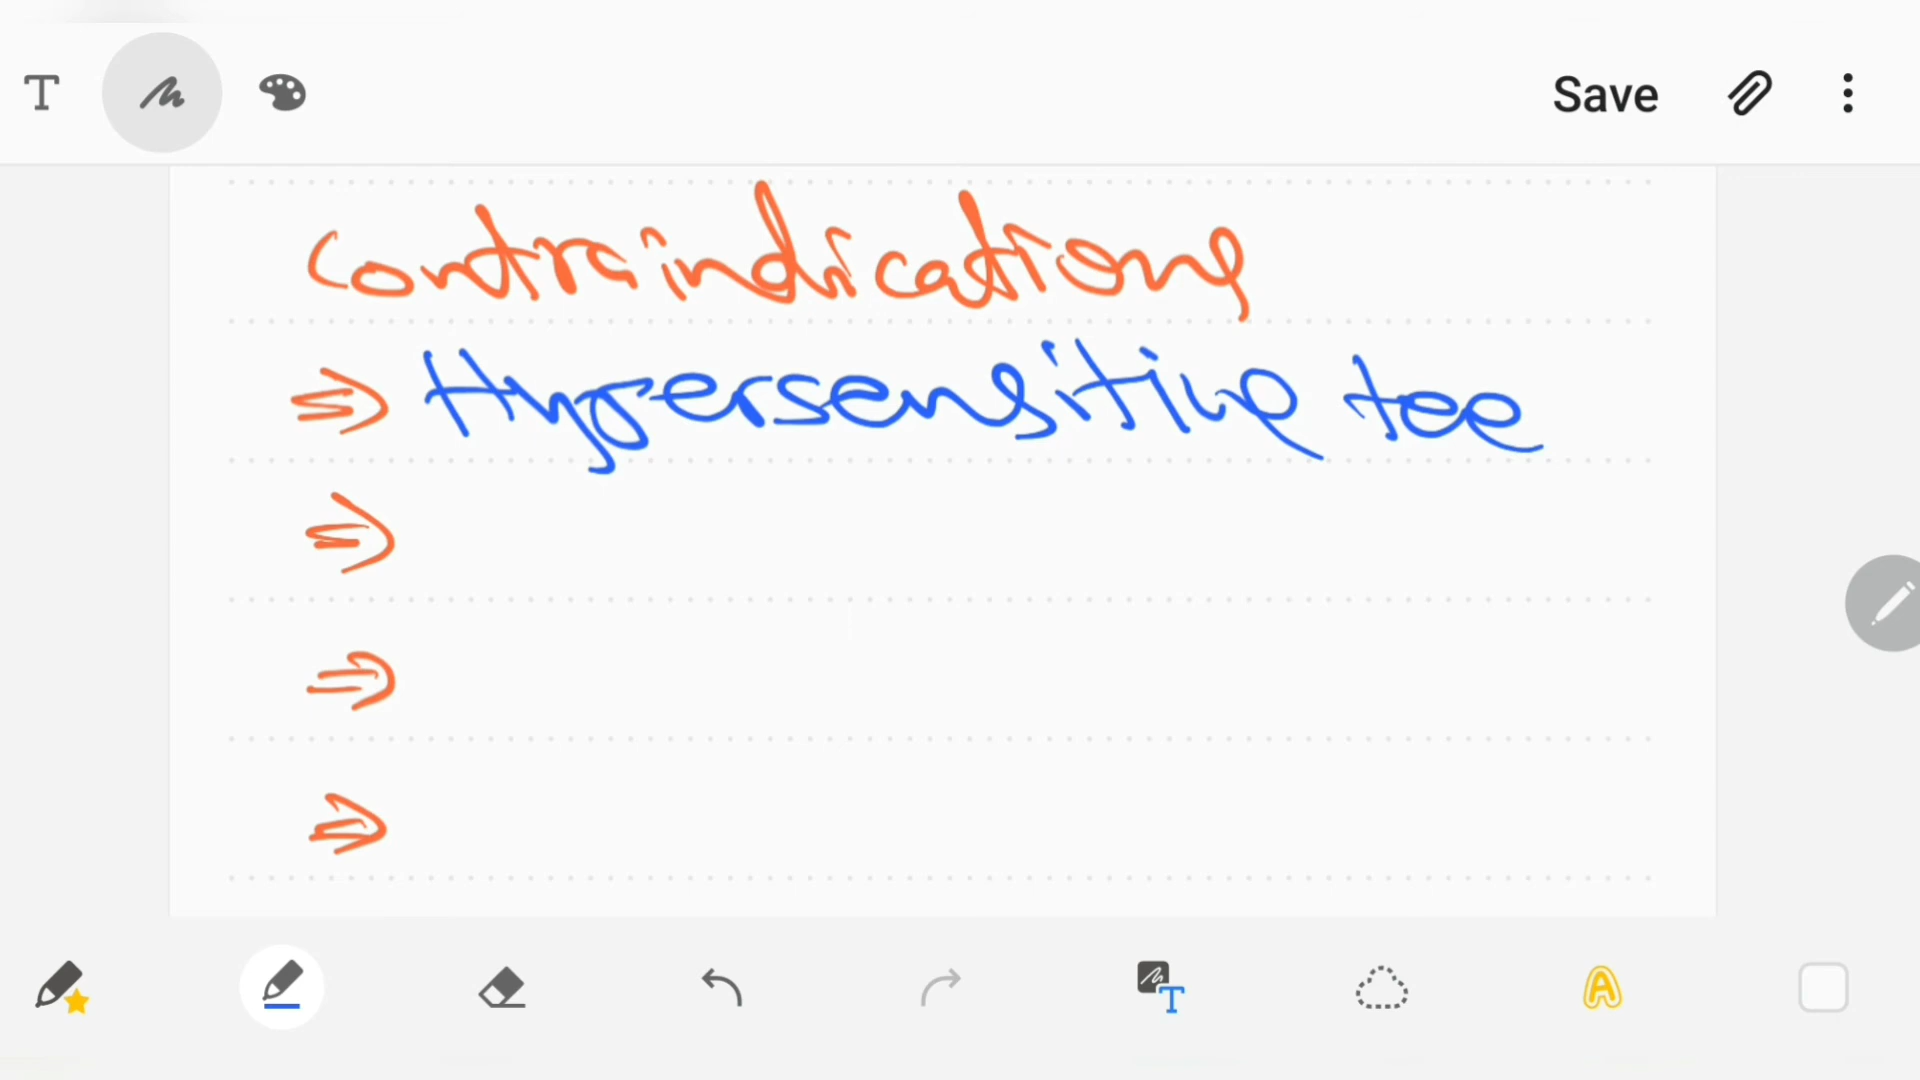 Save
Contraindications
⇒ Hypersensitive tee
⇒
⇒
⇒